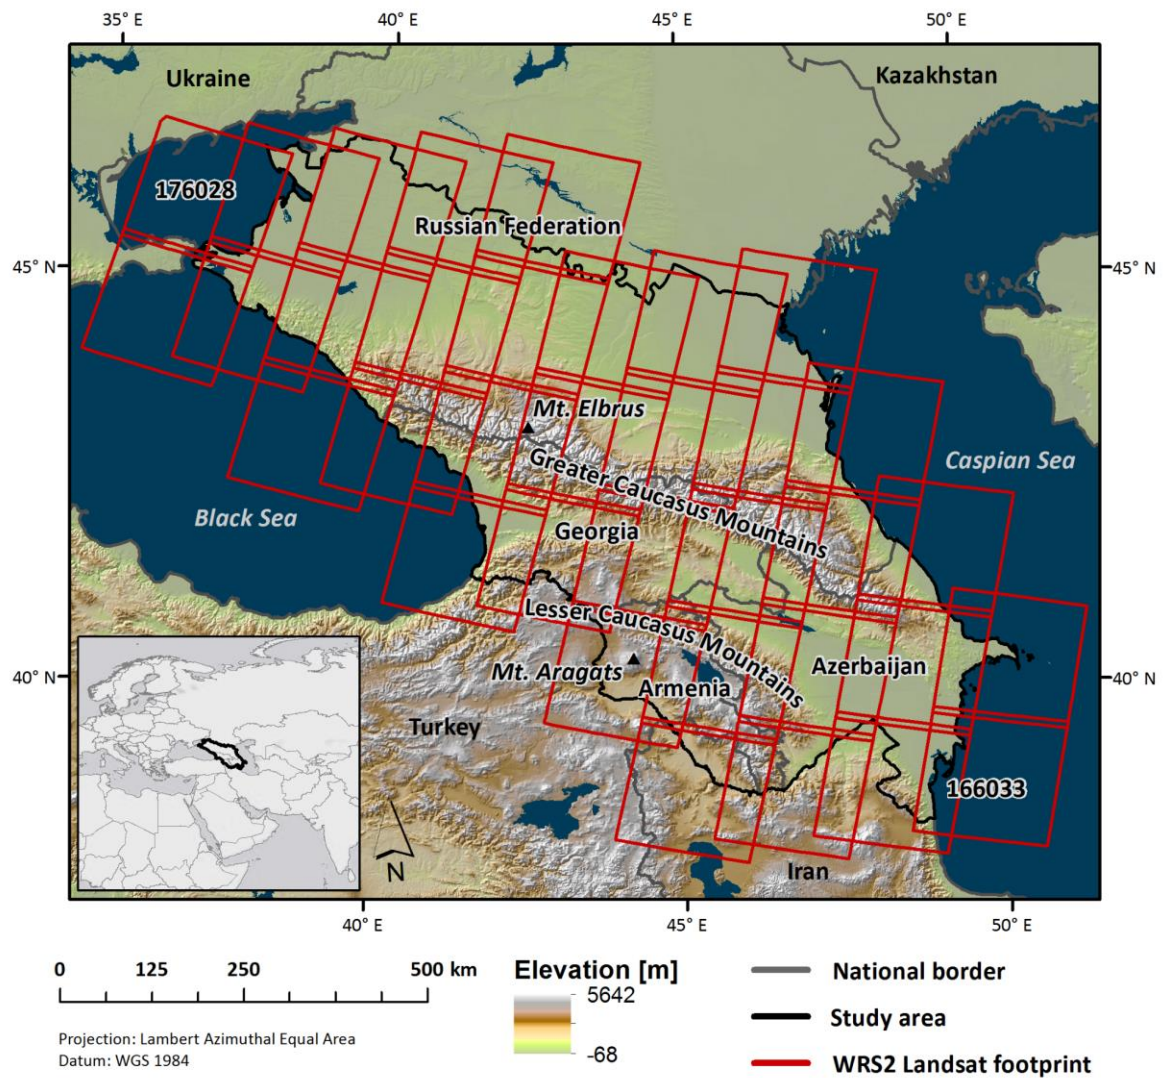 35° E
40° E
45° E
50° E
Ukraine
Kazakhstan
176028
Russian Federation
45° N
45° N
Mt. Elbrus
Greater Caucasus Mountains
Caspian Sea
Black Sea
Georgia
Lesser Caucasus Mountains
Azerbaijan
Mt. Aragats
40° N
40° N
Armenia
Turkey
166033
N
Iran
40° E
45° E
50° E
0
125
250
500 km
Elevation [m]
5642
-68
National border
Study area
WRS2 Landsat footprint
Projection: Lambert Azimuthal Equal Area
Datum: WGS 1984